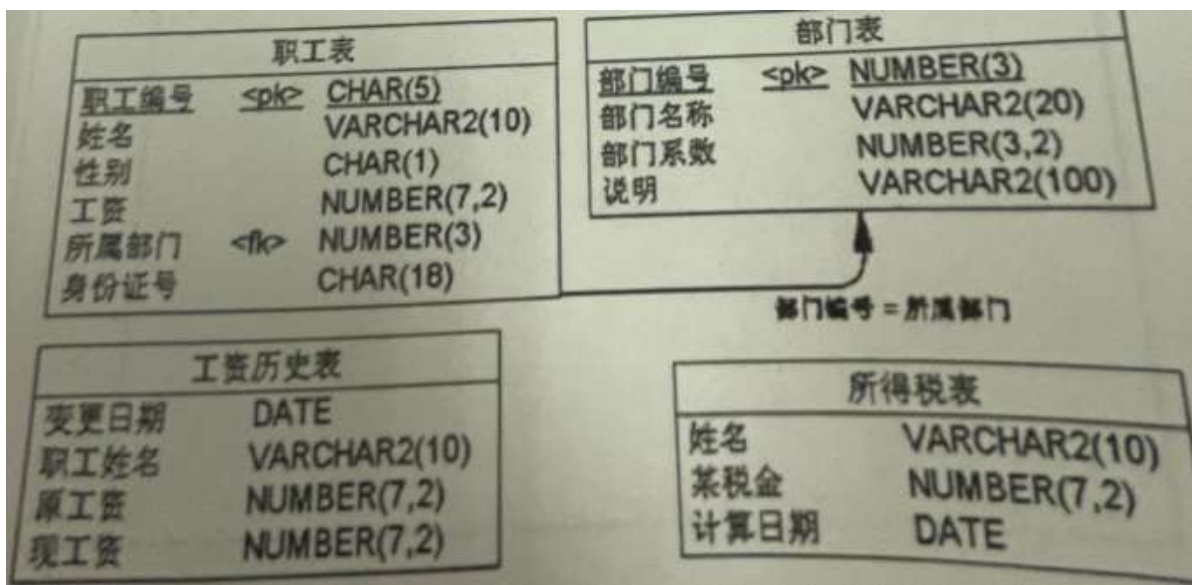 职工表
职工编号 <pk> CHAR(5)
姓名 VARCHAR2(10)
性别 CHAR(1)
工资 NUMBER(7,2)
所属部门 <fk> NUMBER(3)
身份证号 CHAR(18)
部门表
部门编号 <pk> NUMBER(3)
部门名称 VARCHAR2(20)
部门系数 NUMBER(3,2)
说明 VARCHAR2(100)
部门编号 = 所属部门
工资历史表
变更日期 DATE
职工姓名 VARCHAR2(10)
原工资 NUMBER(7,2)
现工资 NUMBER(7,2)
所得税表
姓名 VARCHAR2(10)
某税金 NUMBER(7,2)
计算日期 DATE